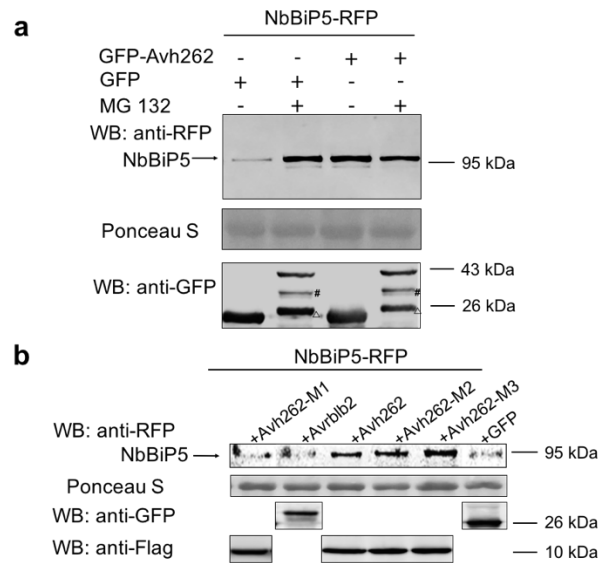 a
NbBiP5-RFP
GFP-Avh262 - - + +
GFP + + - -
MG 132 - + - +
WB: anti-RFP
NbBiP5 → 95 kDa
Ponceau S
WB: anti-GFP 43 kDa
#  #
26 kDa
△ △
b
NbBiP5-RFP
+Avh262-M1 +Avrblb2 +Avh262 +Avh262-M2 +Avh262-M3 +GFP
WB: anti-RFP
NbBiP5 → 95 kDa
Ponceau S
WB: anti-GFP 26 kDa
WB: anti-Flag 10 kDa